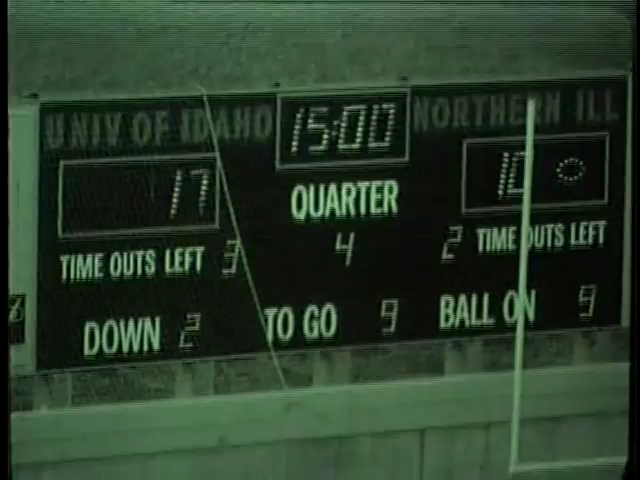 UNIV OF IDAHO 15:00 NORTHERN ILL
17 QUARTER 10
TIME OUTS LEFT 3 4 2 TIME OUTS LEFT
DOWN 2 TO GO 9 BALL ON 9